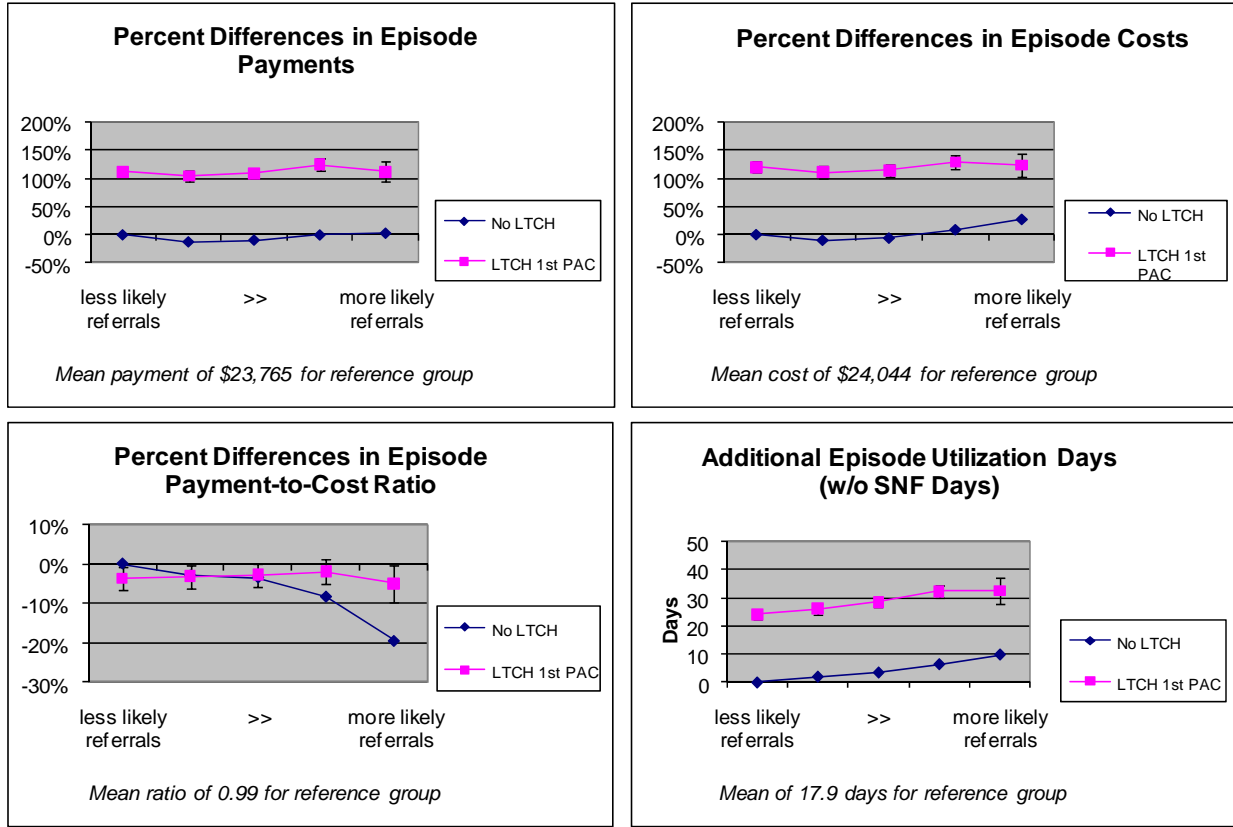 Percent Differences in Episode
Payments
200%
150%
100%
50%
0%
-50%
No LTCH
LTCH 1st PAC
less likely
referrals
>>
more likely
referrals
Mean payment of $23,765 for reference group
Percent Differences in Episode Costs
200%
150%
100%
50%
0%
-50%
No LTCH
LTCH 1st
PAC
less likely
referrals
>>
more likely
referrals
Mean cost of $24,044 for reference group
Percent Differences in Episode
Payment-to-Cost Ratio
10%
0%
-10%
-20%
-30%
No LTCH
LTCH 1st PAC
less likely
referrals
>>
more likely
referrals
Mean ratio of 0.99 for reference group
Additional Episode Utilization Days
(w/o SNF Days)
50
40
30
20
10
0
Days
No LTCH
LTCH 1st PAC
less likely
referrals
>>
more likely
referrals
Mean of 17.9 days for reference group